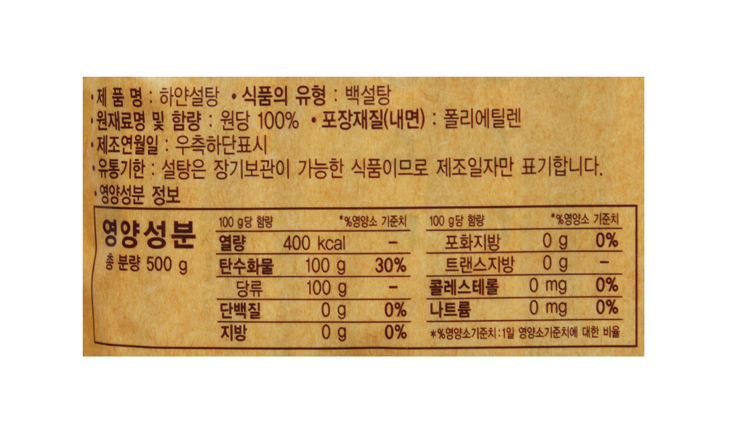 ·제 품 명 : 하얀설탕 ·식품의 유형 : 백설탕
·원재료명 및 함량 : 원당 100% ·포장재질(내면) : 폴리에틸렌
·제조연월일 : 우측하단표시
·유통기한 : 설탕은 장기보관이 가능한 식품이므로 제조일자만 표기합니다.
·영양성분 정보
영양성분
총 분량 500 g
100 g당 함량 *%영양소 기준치
열량 400 kcal –
탄수화물 100 g 30%
당류 100 g –
단백질 0 g 0%
지방 0 g 0%
100 g당 함량 *%영양소 기준치
포화지방 0 g 0%
트랜스지방 0 g –
콜레스테롤 0 mg 0%
나트륨 0 mg 0%
*%영양소기준치:1일 영양소기준치에 대한 비율